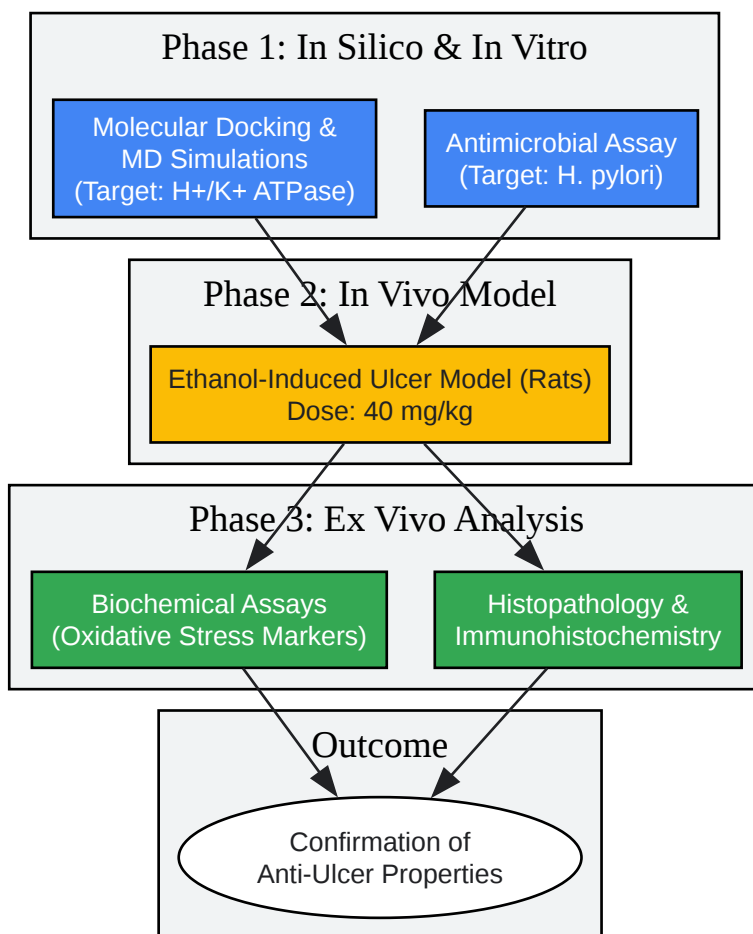 Phase 1: In Silico & In Vitro
Molecular Docking &
MD Simulations
(Target: H+/K+ ATPase)
Antimicrobial Assay
(Target: H. pylori)
Phase 2: In Vivo Model
Ethanol-Induced Ulcer Model (Rats)
Dose: 40 mg/kg
Phase 3: Ex Vivo Analysis
Biochemical Assays
(Oxidative Stress Markers)
Histopathology &
Immunohistochemistry
Outcome
Confirmation of
Anti-Ulcer Properties